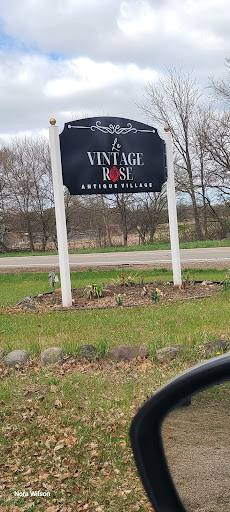 Le
VINTAGE
ROSE
ANTIQUE VILLAGE
Nora Wilson